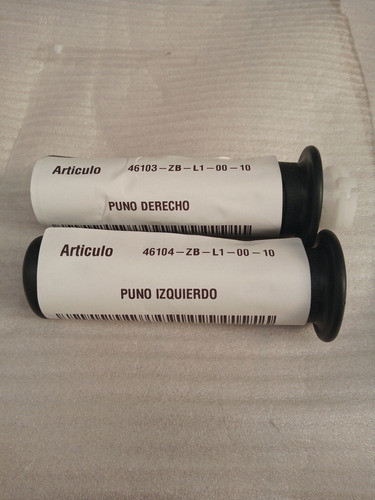 Articulo 46103-ZB-L1-00-10
PUNO DERECHO
Articulo 46104-ZB-L1-00-10
PUNO IZQUIERDO